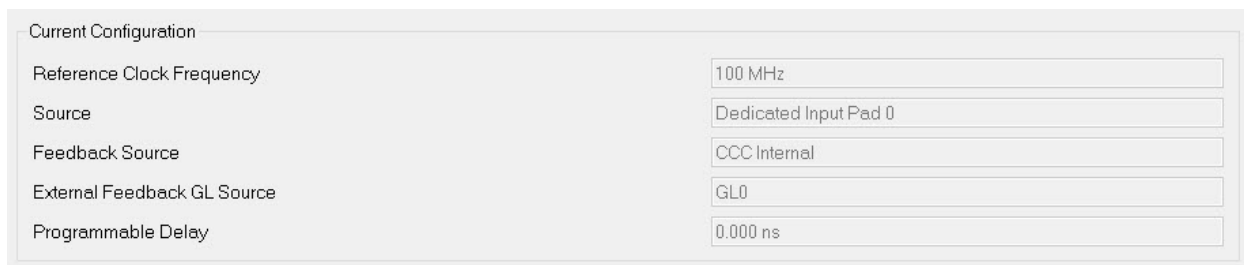 Current Configuration
Reference Clock Frequency 100 MHz
Source Dedicated Input Pad 0
Feedback Source CCC Internal
External Feedback GL Source GL0
Programmable Delay 0.000 ns